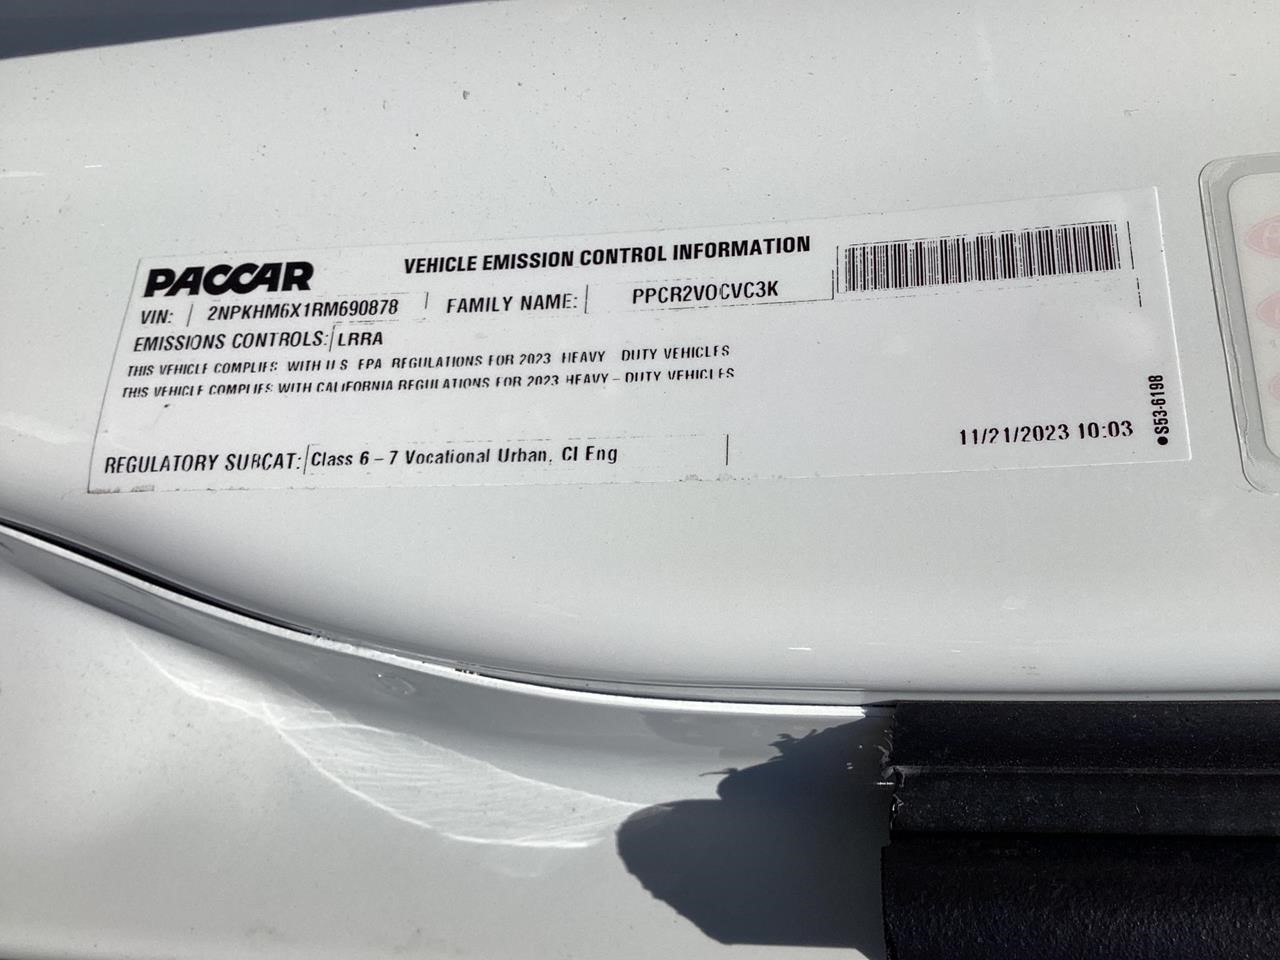 PACCAR
VEHICLE EMISSION CONTROL INFORMATION
VIN: 2NPKHM6X1RM690878 FAMILY NAME: PPCR2VOCVC3K
EMISSIONS CONTROLS: LRRA
THIS VEHICLE COMPLIES WITH U.S. EPA REGULATIONS FOR 2023 HEAVY DUTY VEHICLES
THIS VEHICLE COMPLIES WITH CALIFORNIA REGULATIONS FOR 2023 HEAVY - DUTY VEHICLES
REGULATORY SUBCAT: Class 6 - 7 Vocational Urban, CI Eng
11/21/2023 10:03
●S53-6198